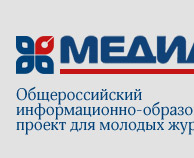 МЕДИА
Общероссийский
информационно-образо
проект для молодых жур